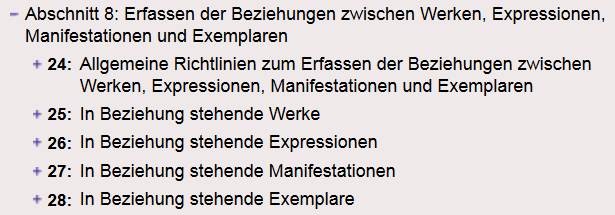 – Abschnitt 8: Erfassen der Beziehungen zwischen Werken, Expressionen,
Manifestationen und Exemplaren
+ 24: Allgemeine Richtlinien zum Erfassen der Beziehungen zwischen
Werken, Expressionen, Manifestationen und Exemplaren
+ 25: In Beziehung stehende Werke
+ 26: In Beziehung stehende Expressionen
+ 27: In Beziehung stehende Manifestationen
+ 28: In Beziehung stehende Exemplare